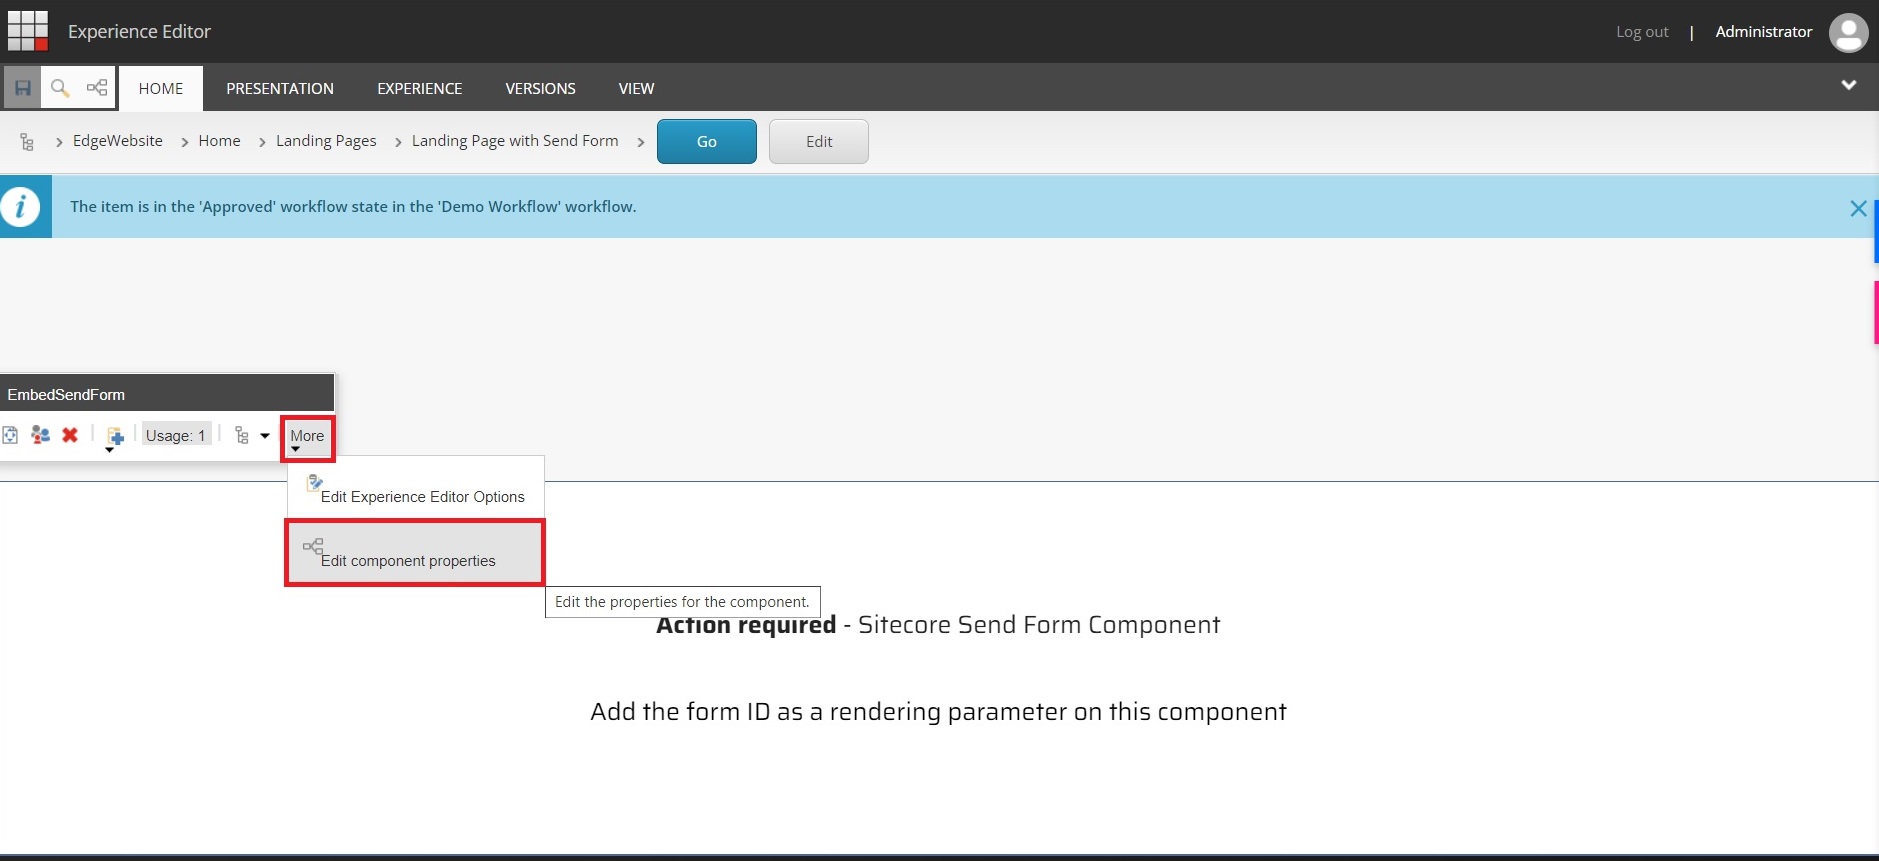 Experience Editor
Log out | Administrator
HOME PRESENTATION EXPERIENCE VERSIONS VIEW
EdgeWebsite > Home > Landing Pages > Landing Page with Send Form > Go Edit
The item is in the 'Approved' workflow state in the 'Demo Workflow' workflow.
EmbedSendForm
Usage: 1 More
Edit Experience Editor Options
Edit component properties
Edit the properties for the component.
Action required - Sitecore Send Form Component
Add the form ID as a rendering parameter on this component